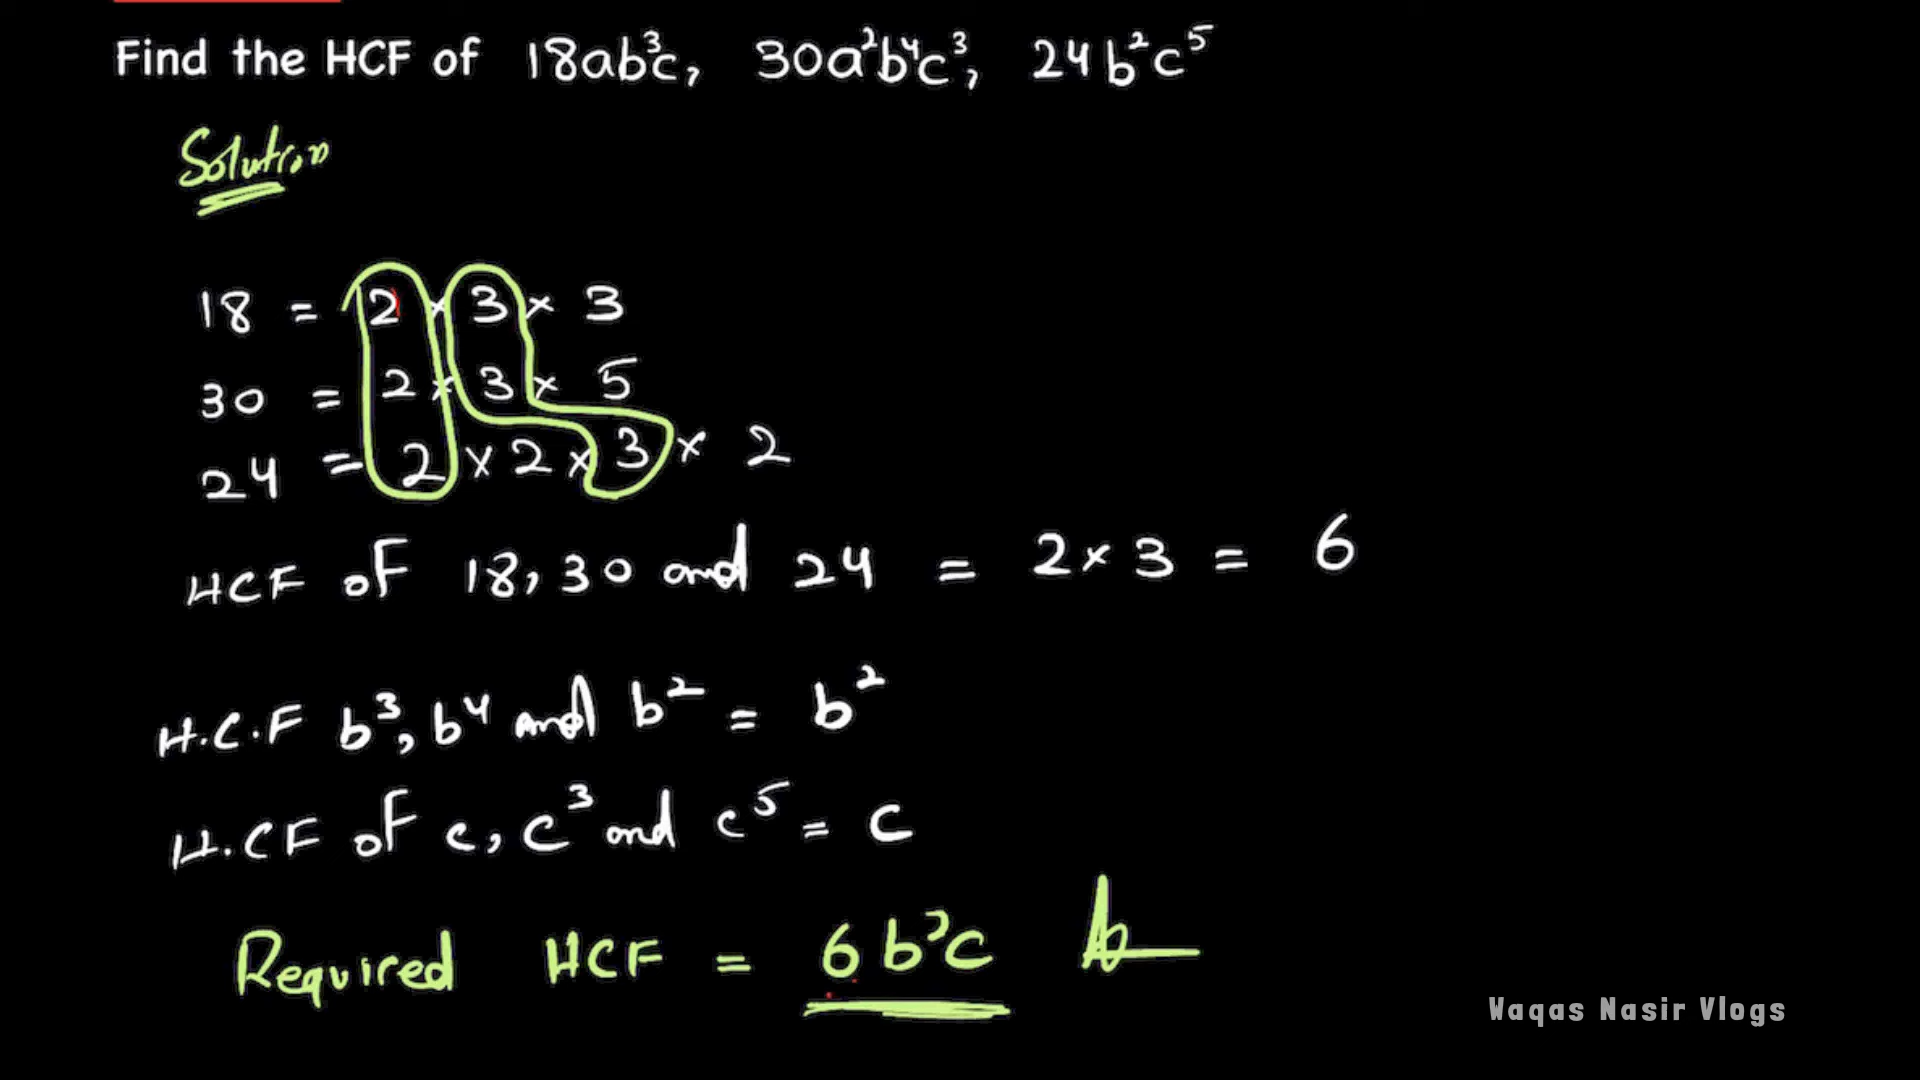 Find the HCF of 18ab³c, 30a²b⁴c³, 24b²c⁵
Solution
18 = 2 × 3 × 3
30 = 2 × 3 × 5
24 = 2 × 2 × 3 × 2
HCF of 18, 30 and 24 = 2 × 3 = 6
H.C.F b³, b⁴ and b² = b²
H.CF of c, c³ and c⁵ = c
Required HCF = 6b²c
Waqas Nasir Vlogs